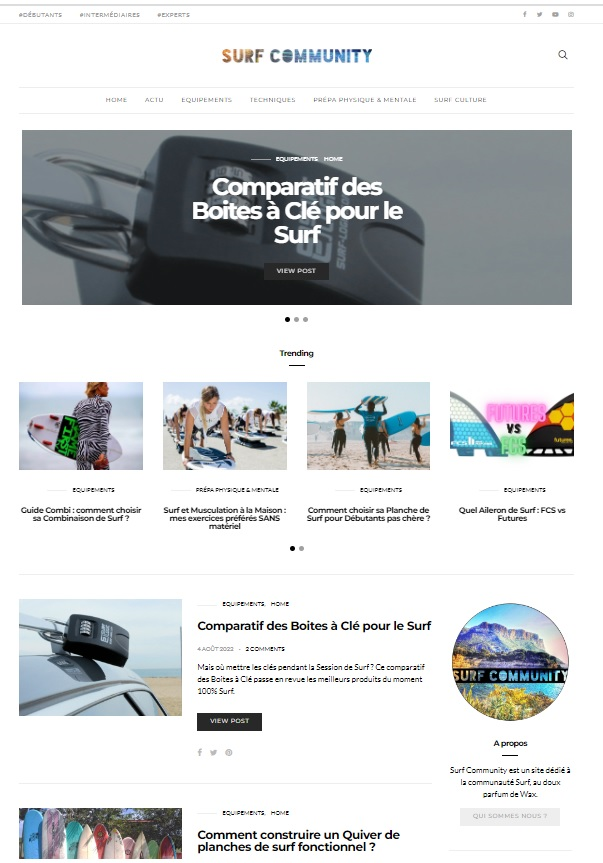 #DÉBUTANTS #INTERMÉDIAIRES #EXPERTS
SURF COMMUNITY
HOME ACTU EQUIPEMENTS TECHNIQUES PRÉPA PHYSIQUE & MENTALE SURF CULTURE
EQUIPEMENTS HOME
Comparatif des
Boites à Clé pour le
Surf
VIEW POST
Trending
FUTURES
VS
FCS
EQUIPEMENTS
Guide Combi : comment choisir
sa Combinaison de Surf ?
PRÉPA PHYSIQUE & MENTALE
Surf et Musculation à la Maison :
mes exercices préférés SANS
matériel
EQUIPEMENTS
Comment choisir sa Planche de
Surf pour Débutants pas chère ?
EQUIPEMENTS
Quel Aileron de Surf : FCS vs
Futures
EQUIPEMENTS, HOME
Comparatif des Boites à Clé pour le Surf
4 AOÛT 2023 - 2 COMMENTS
Mais où mettre les clés pendant la Session de Surf ? Ce comparatif
des Boites à Clé passe en revue les meilleurs produits du moment
100% Surf.
VIEW POST
EQUIPEMENTS, HOME
Comment construire un Quiver de
planches de surf fonctionnel ?
SURF COMMUNITY
A propos
Surf Community est un site dédié à
la communauté Surf, au doux
parfum de Wax.
QUI SOMMES NOUS ?